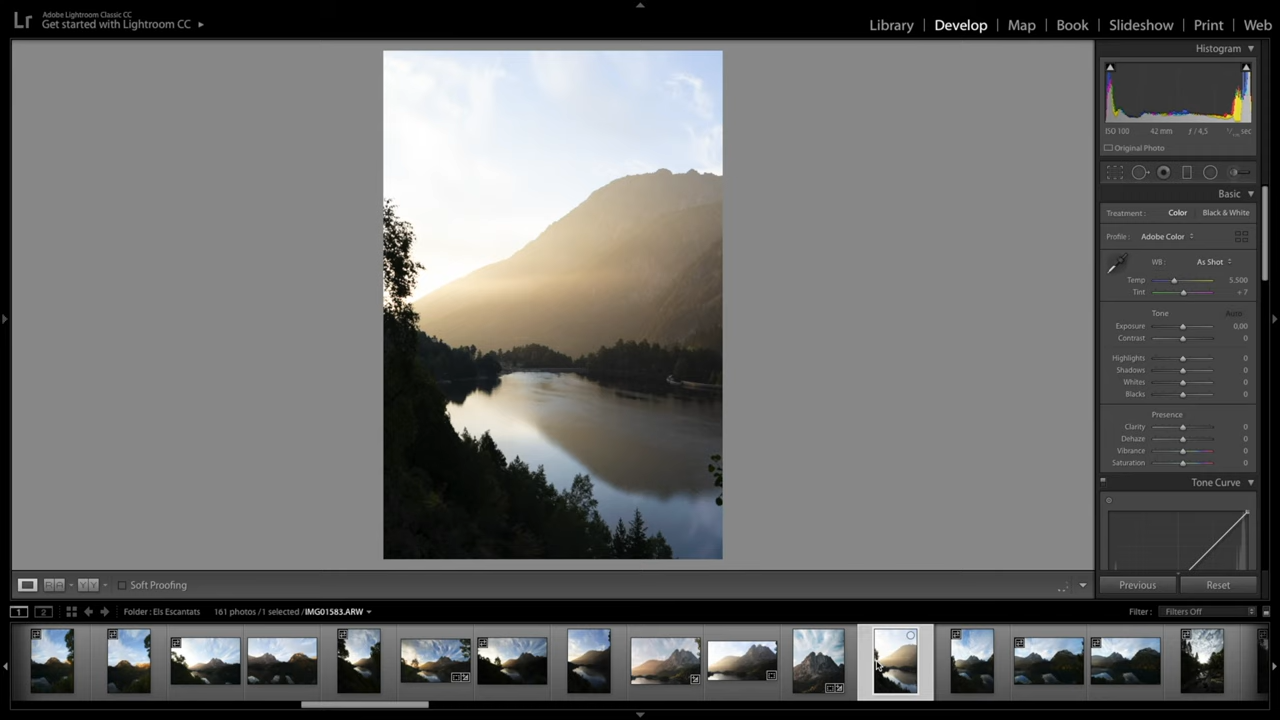 Lr
Adobe Lightroom Classic CC
Get started with Lightroom CC
Library | Develop | Map | Book | Slideshow | Print | Web
Histogram
ISO 100 42 mm ƒ / 4,5
Original Photo
Basic
Treatment : Color Black & White
Profile : Adobe Color
WB : As Shot
Temp 5.500
Tint + 7
Tone Auto
Exposure 0,00
Contrast 0
Highlights 0
Shadows 0
Whites 0
Blacks 0
Presence
Clarity 0
Dehaze 0
Vibrance 0
Saturation 0
Tone Curve
Previous Reset
R A Y Y Soft Proofing
1 2 Folder : Els Escantats 161 photos / 1 selected / IMG01583.ARW Filter : Filters Off